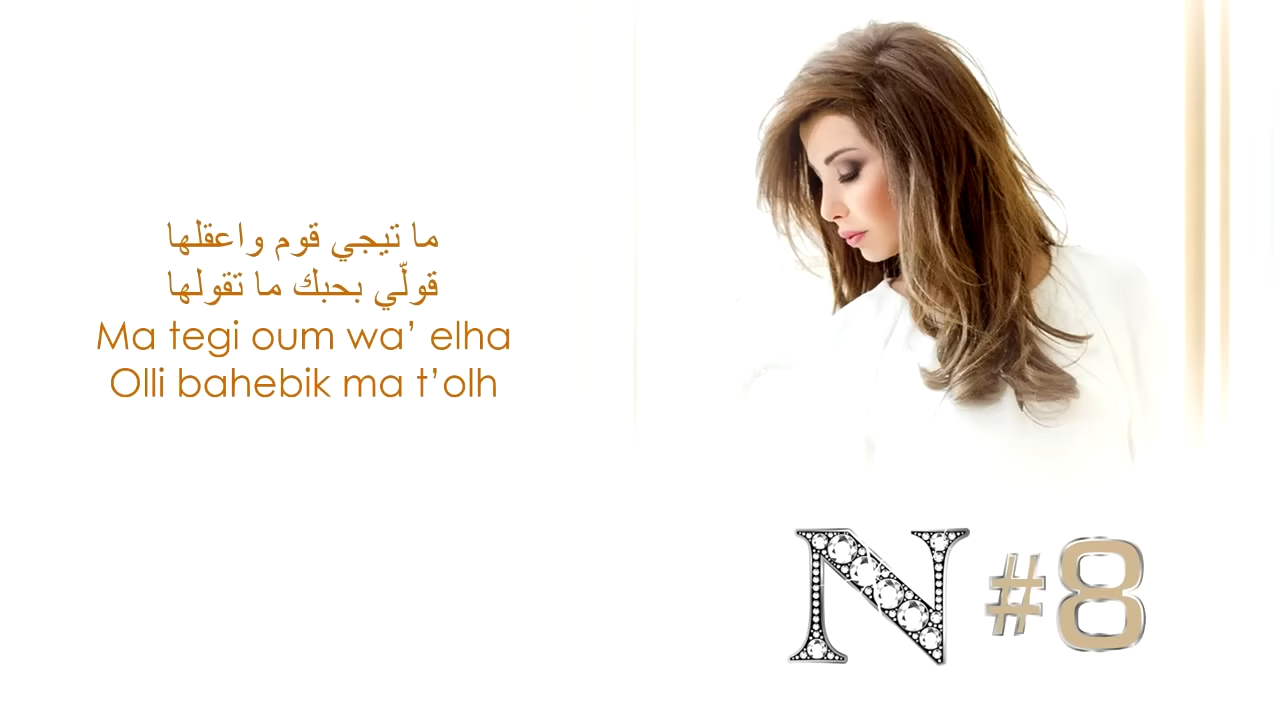 ما تيجي قوم واعقلها
قولّي بحبك ما تقولها
Ma tegi oum wa’ elha
Olli bahebik ma t’olh
N #8